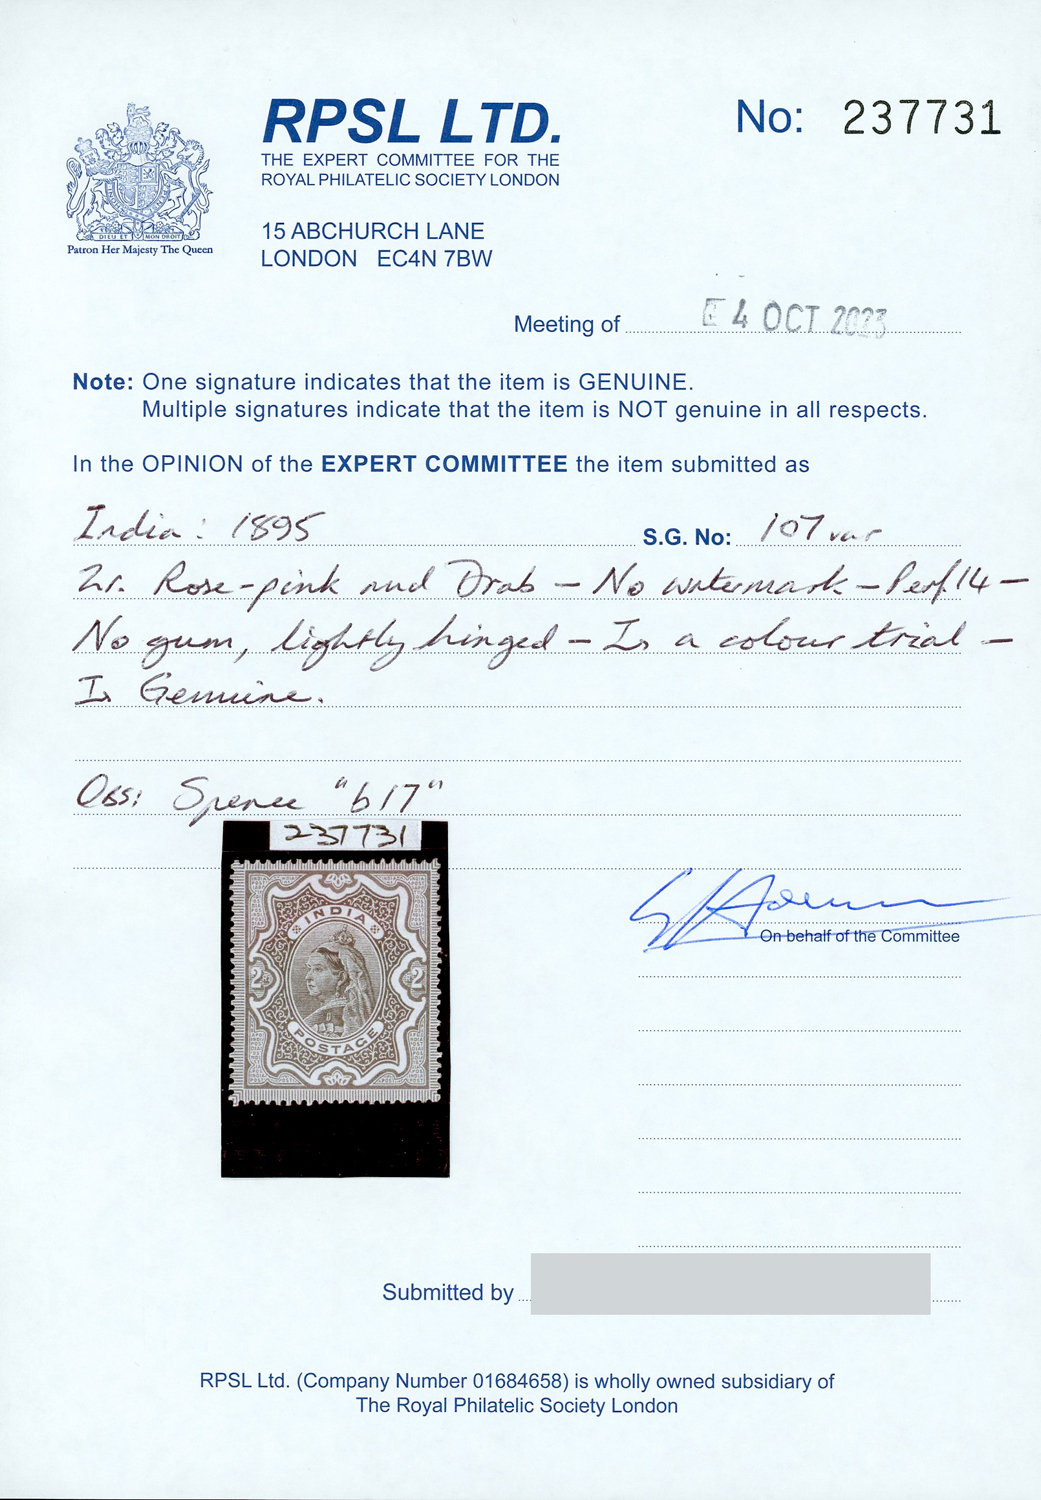 RPSL LTD.
THE EXPERT COMMITTEE FOR THE
ROYAL PHILATELIC SOCIETY LONDON
No: 237731
DIEU ET MON DROIT
Patron Her Majesty The Queen
15 ABCHURCH LANE
LONDON EC4N 7BW
Meeting of 4 OCT 2023
Note: One signature indicates that the item is GENUINE.
Multiple signatures indicate that the item is NOT genuine in all respects.
In the OPINION of the EXPERT COMMITTEE the item submitted as
India: 1895 S.G. No: 107 var
2r. Rose-pink and Drab - No watermark - Perf.14 -
No gum, lightly hinged - Is a colour trial -
Is Genuine.
Obs: Spence "617"
237731
INDIA
2 2
POSTAGE
On behalf of the Committee
Submitted by
RPSL Ltd. (Company Number 01684658) is wholly owned subsidiary of
The Royal Philatelic Society London